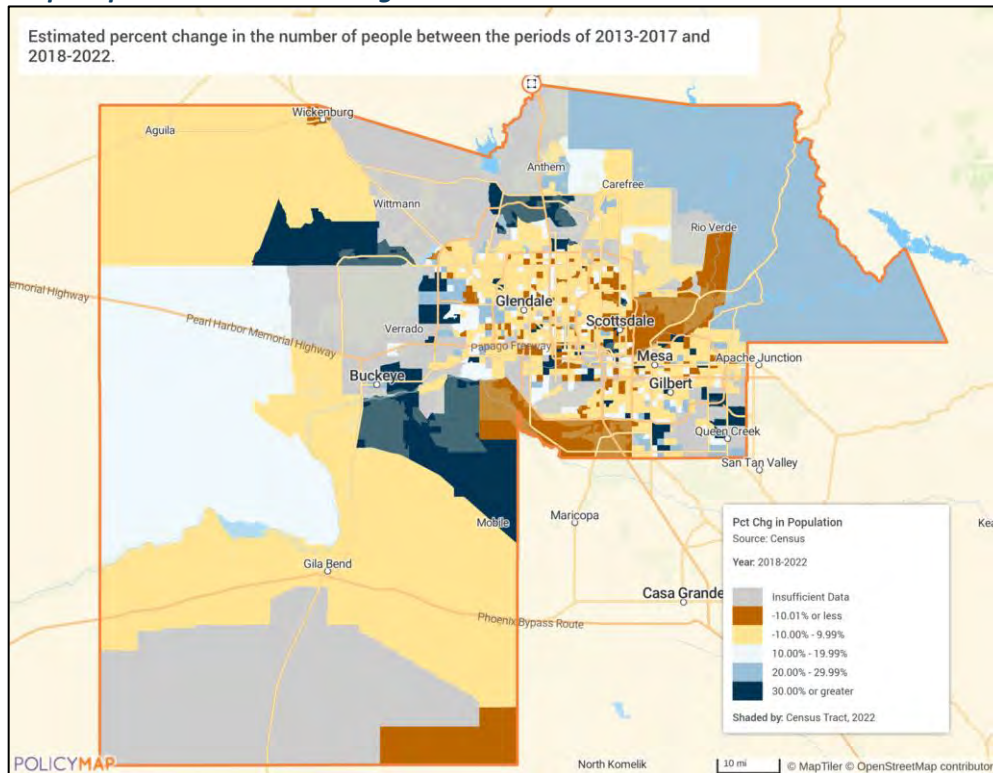 Estimated percent change in the number of people between the periods of 2013-2017 and
2018-2022.
Wickenburg
Aguila
Anthem
Carefree
Wittmann
Rio Verde
Glendale
emorial Highway
Pearl Harbor Memorial Highway
Verrado
Scottsdale
Papago Freeway
Mesa
Apache Junction
Buckeye
Gilbert
Queen Creek
San Tan Valley
Mobile
Maricopa
Kea
Gila Bend
Casa Grande
Phoenix Bypass Route
North Komelik
Pct Chg in Population
Source: Census
Year: 2018-2022
Insufficient Data
-10.01% or less
-10.00% - 9.99%
10.00% - 19.99%
20.00% - 29.99%
30.00% or greater
Shaded by: Census Tract, 2022
POLICYMAP
10 mi
© MapTiler © OpenStreetMap contributor